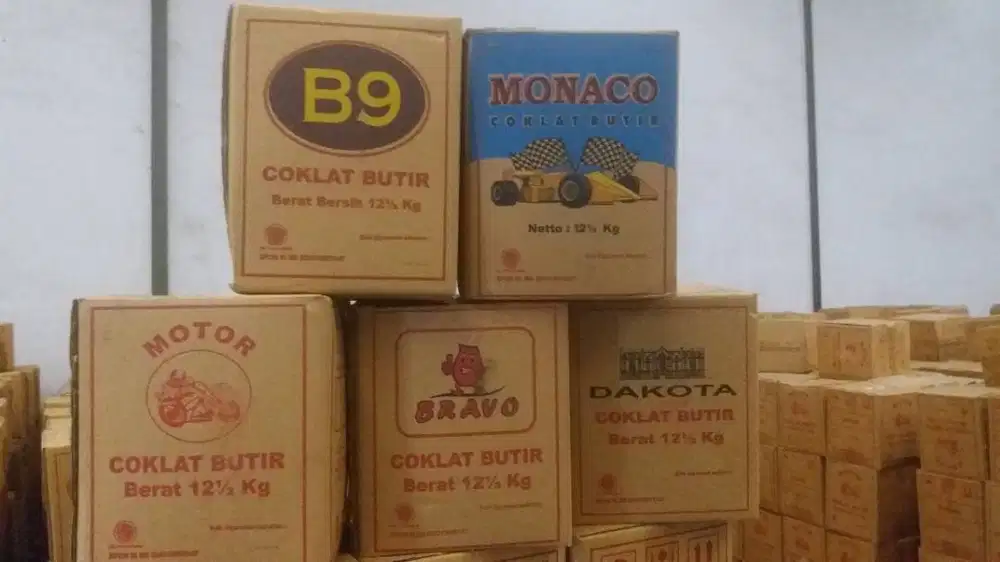 B9
COKLAT BUTIR
Berat Bersih 12½ Kg
MONACO
COKLAT BUTIR
Netto : 12½ Kg
MOTOR
COKLAT BUTIR
Berat 12½ Kg
BRAVO
COKLAT BUTIR
Berat 12½ Kg
DAKOTA
COKLAT BUTIR
Berat 12½ Kg